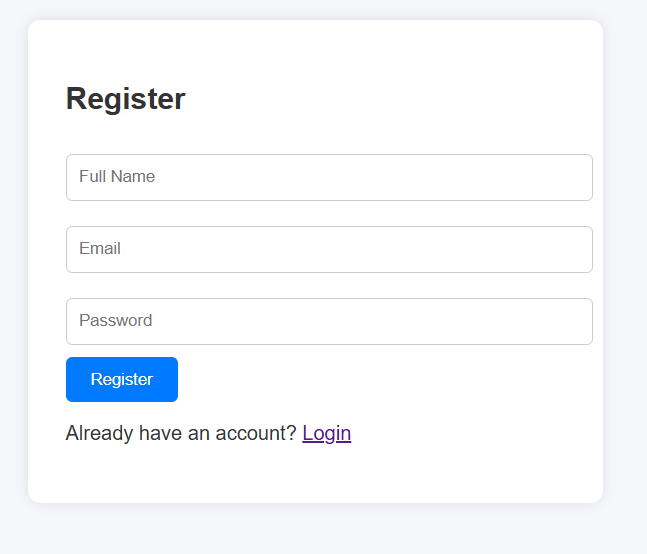 Register
Full Name
Email
Password
Register
Already have an account? Login